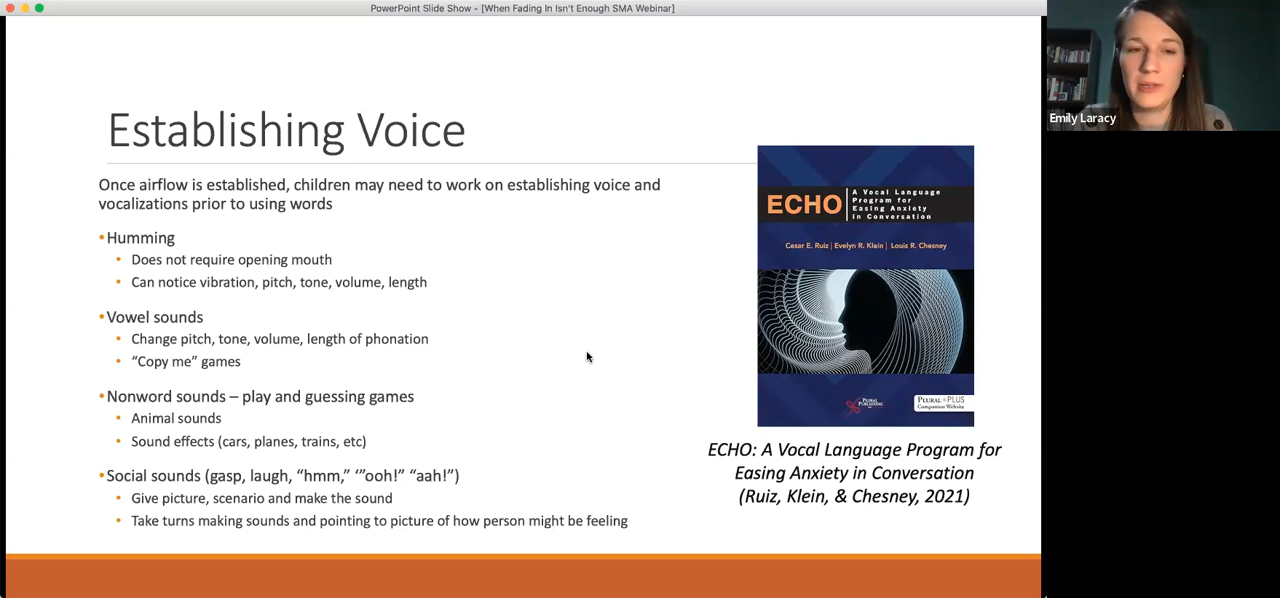 PowerPoint Slide Show - [When Fading In Isn't Enough SMA Webinar]
Emily Laracy
Establishing Voice
Once airflow is established, children may need to work on establishing voice and
vocalizations prior to using words
•Humming
• Does not require opening mouth
• Can notice vibration, pitch, tone, volume, length
•Vowel sounds
• Change pitch, tone, volume, length of phonation
• “Copy me” games
•Nonword sounds – play and guessing games
• Animal sounds
• Sound effects (cars, planes, trains, etc)
•Social sounds (gasp, laugh, “hmm,” ‘”ooh!” “aah!”)
• Give picture, scenario and make the sound
• Take turns making sounds and pointing to picture of how person might be feeling
ECHO
A Vocal Language
Program for
Easing Anxiety
in Conversation
Cesar E. Ruiz | Evelyn R. Klein | Louis R. Chesney
PLURAL PUBLISHING
PLURAL+PLUS
Companion Website
ECHO: A Vocal Language Program for
Easing Anxiety in Conversation
(Ruiz, Klein, & Chesney, 2021)